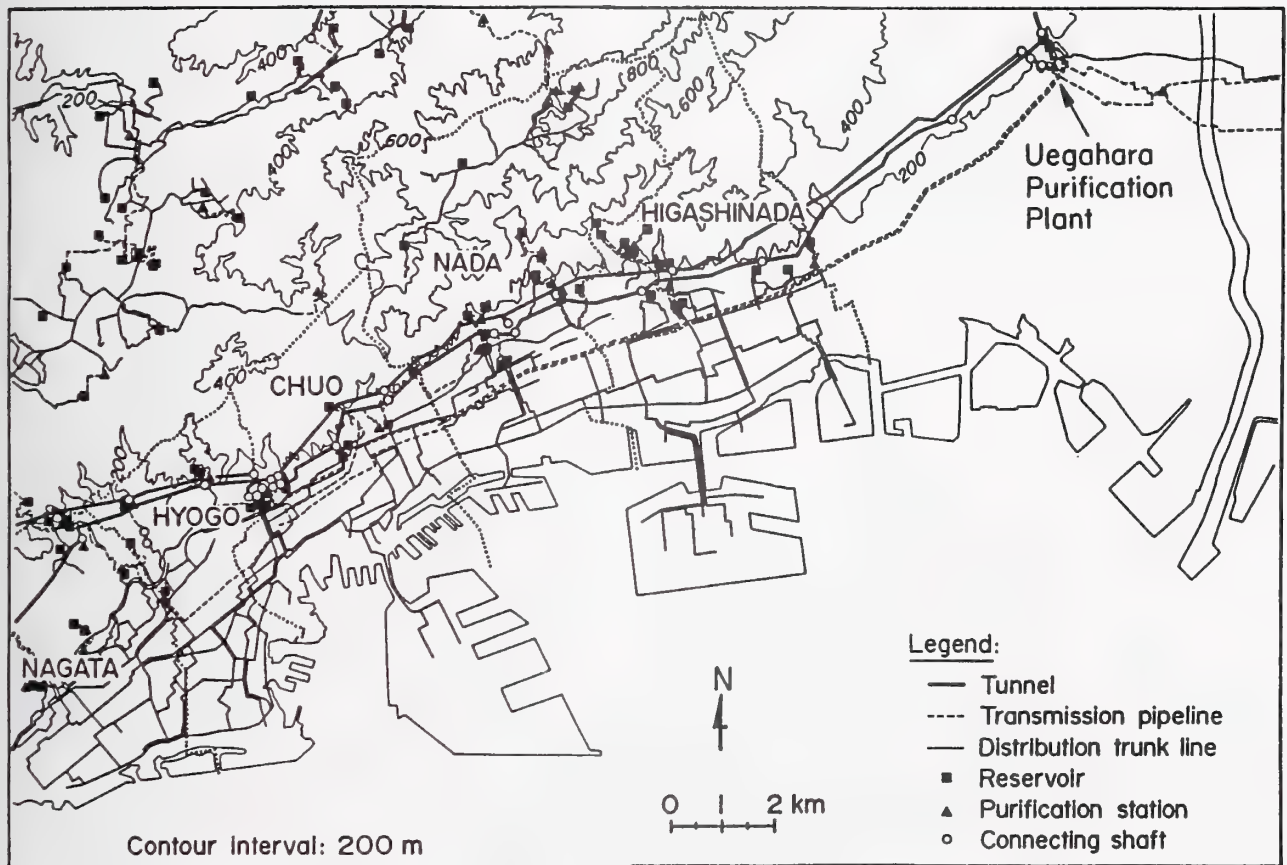 400
800
200
600
400
600
400
200
Uegahara
Purification
Plant
HIGASHINADA
NADA
400
CHUO
HYOGO
NAGATA
N
0 1 2 km
Contour Interval: 200 m
Legend:
Tunnel
Transmission pipeline
Distribution trunk line
Reservoir
Purification station
Connecting shaft